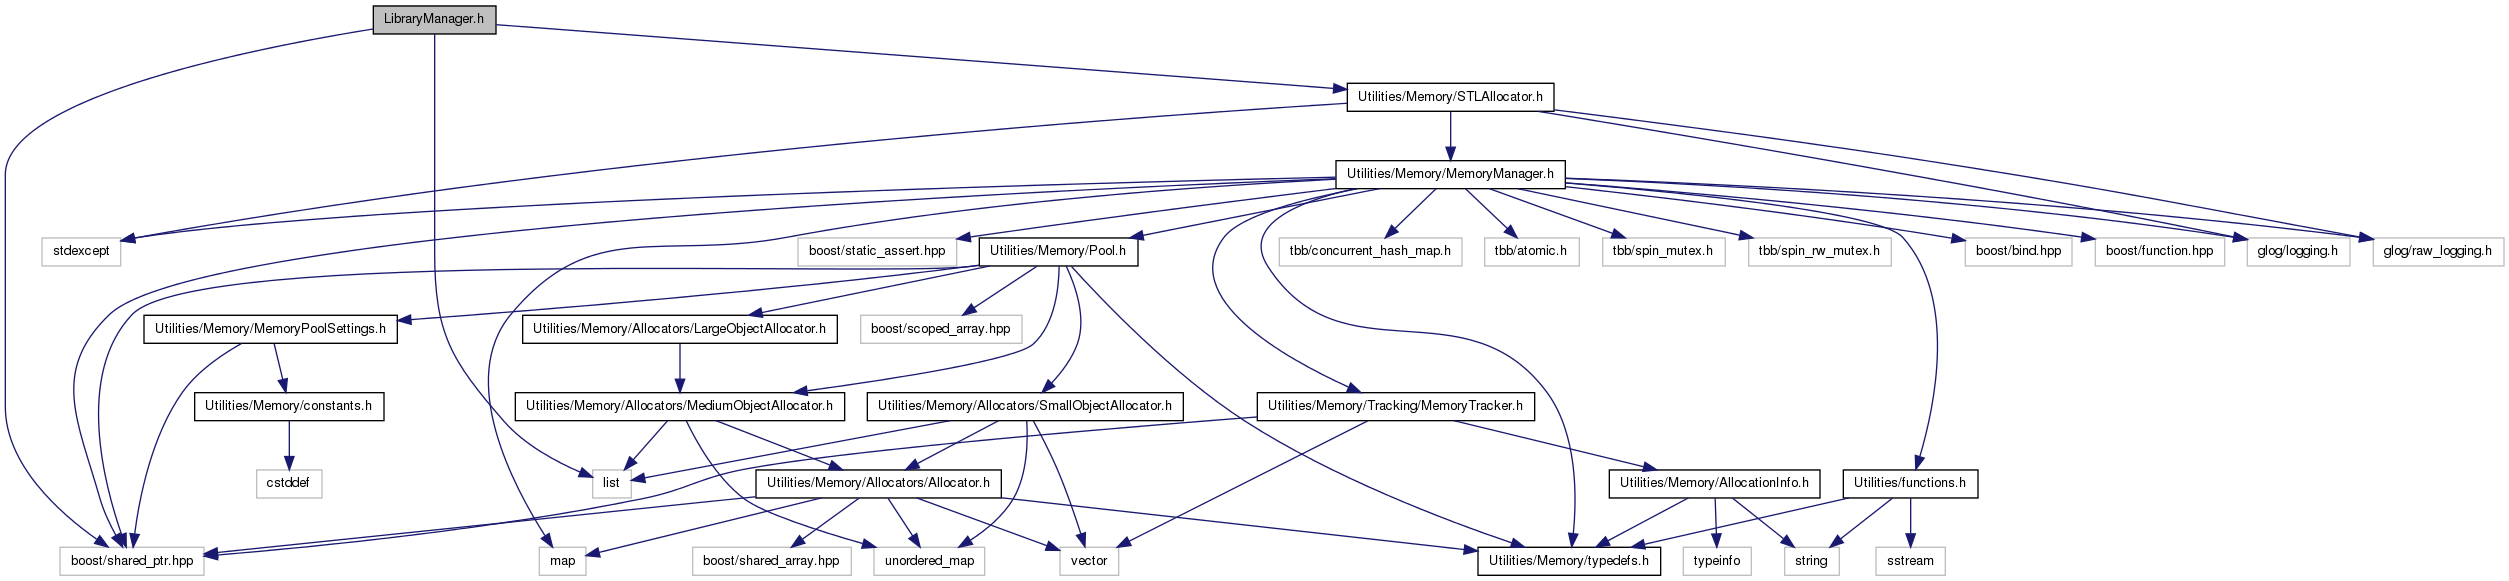 LibraryManager.h
Utilities/Memory/STLAllocator.h
Utilities/Memory/MemoryManager.h
stdexcept
boost/static_assert.hpp
Utilities/Memory/Pool.h
tbb/concurrent_hash_map.h
tbb/atomic.h
tbb/spin_mutex.h
tbb/spin_rw_mutex.h
boost/bind.hpp
boost/function.hpp
glog/logging.h
glog/raw_logging.h
Utilities/Memory/MemoryPoolSettings.h
Utilities/Memory/Allocators/LargeObjectAllocator.h
boost/scoped_array.hpp
Utilities/Memory/constants.h
Utilities/Memory/Allocators/MediumObjectAllocator.h
Utilities/Memory/Allocators/SmallObjectAllocator.h
Utilities/Memory/Tracking/MemoryTracker.h
cstddef
list
Utilities/Memory/Allocators/Allocator.h
Utilities/Memory/AllocationInfo.h
Utilities/functions.h
boost/shared_ptr.hpp
map
boost/shared_array.hpp
unordered_map
vector
Utilities/Memory/typedefs.h
typeinfo
string
sstream